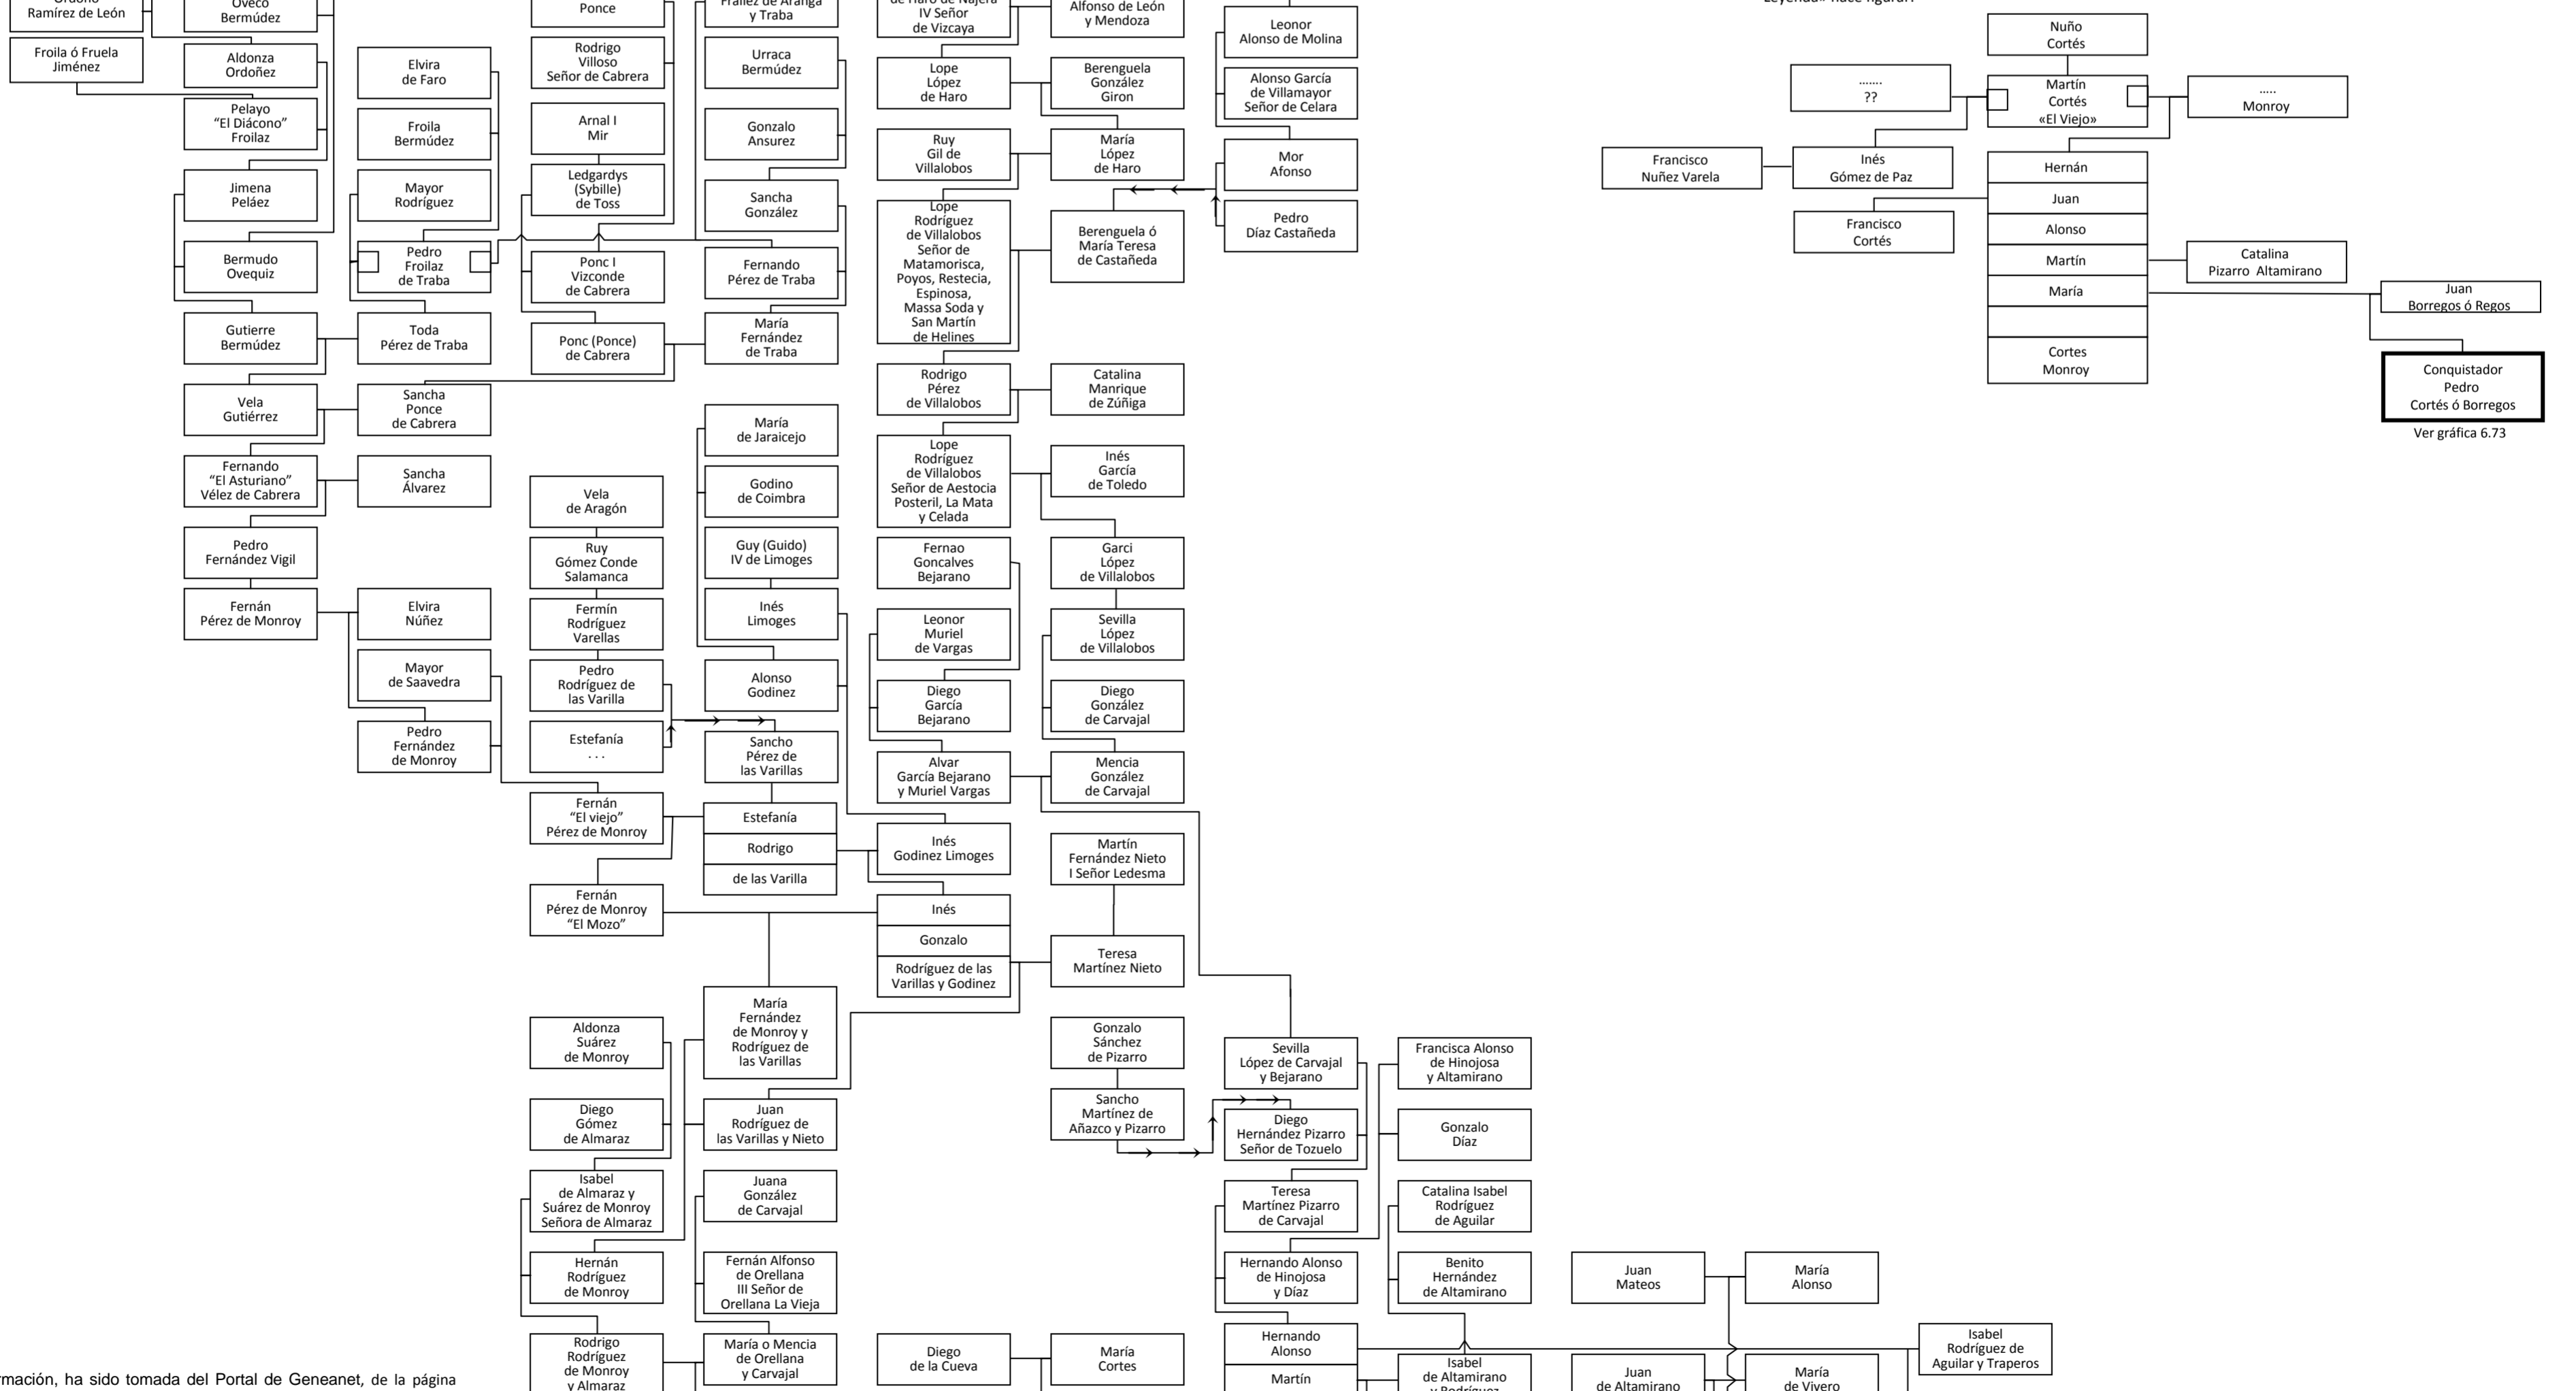 Ramírez de León
Froila ó Fruela
Jiménez
Oveco
Bermúdez
Aldonza
Ordoñez
Pelayo
“El Diácono”
Froilaz
Jimena
Peláez
Bermudo
Ovequiz
Gutierre
Bermúdez
Vela
Gutiérrez
Fernando
“El Asturiano”
Vélez de Cabrera
Pedro
Fernández Vigil
Fernán
Pérez de Monroy
Elvira
de Faro
Froila
Bermúdez
Mayor
Rodríguez
Pedro
Froilaz
de Traba
Toda
Pérez de Traba
Sancha
Ponce
de Cabrera
Sancha
Álvarez
Elvira
Núñez
Mayor
de Saavedra
Pedro
Fernández
de Monroy
Ponce
Rodrigo
Villoso
Señor de Cabrera
Arnal I
Mir
Ledgardys
(Sybille)
de Toss
Ponc I
Vizconde
de Cabrera
Ponc (Ponce)
de Cabrera
Vela
de Aragón
Ruy
Gómez Conde
Salamanca
Fermín
Rodríguez
Varellas
Pedro
Rodríguez de
las Varilla
Estefanía
. . .
Fernán
“El viejo”
Pérez de Monroy
Fernán
Pérez de Monroy
“El Mozo”
Aldonza
Suárez
de Monroy
Diego
Gómez
de Almaraz
Isabel
de Almaraz y
Suárez de Monroy
Señora de Almaraz
Hernán
Rodríguez
de Monroy
Rodrigo
Rodríguez
de Monroy
y Almaraz
Frailez de Aranga
y Traba
Urraca
Bermúdez
Gonzalo
Ansurez
Sancha
González
Fernando
Pérez de Traba
María
Fernández
de Traba
María
de Jaraicejo
Godino
de Coimbra
Guy (Guido)
IV de Limoges
Inés
Limoges
Alonso
Godinez
Sancho
Pérez de
las Varillas
Estefanía
Rodrigo
de las Varilla
María
Fernández
de Monroy y
Rodríguez de
las Varillas
Juan
Rodríguez de
las Varillas y Nieto
Juana
González
de Carvajal
Fernán Alfonso
de Orellana
III Señor de
Orellana La Vieja
María o Mencia
de Orellana
y Carvajal
de Haro de Najera
IV Señor
de Vizcaya
Lope
López
de Haro
Ruy
Gil de
Villalobos
Lope
Rodríguez
de Villalobos
Señor de
Matamorisca,
Poyos, Restecia,
Espinosa,
Massa Soda y
San Martín
de Helines
Rodrigo
Pérez
de Villalobos
Lope
Rodríguez
de Villalobos
Señor de Aestocia
Posteril, La Mata
y Celada
Fernao
Goncalves
Bejarano
Leonor
Muriel
de Vargas
Diego
García
Bejarano
Alvar
García Bejarano
y Muriel Vargas
Inés
Godinez Limoges
Inés
Gonzalo
Rodríguez de las
Varillas y Godinez
Diego
de la Cueva
Alfonso de León
y Mendoza
Berenguela
González
Giron
María
López
de Haro
Berenguela ó
María Teresa
de Castañeda
Catalina
Manrique
de Zúñiga
Inés
García
de Toledo
Garci
López
de Villalobos
Sevilla
López
de Villalobos
Diego
González
de Carvajal
Mencia
González
de Carvajal
Martín
Fernández Nieto
I Señor Ledesma
Teresa
Martínez Nieto
Gonzalo
Sánchez
de Pizarro
Sancho
Martínez de
Añazco y Pizarro
María
Cortes
Leonor
Alonso de Molina
Alonso García
de Villamayor
Señor de Celara
Mor
Afonso
Pedro
Díaz Castañeda
Sevilla
López de Carvajal
y Bejarano
Diego
Hernández Pizarro
Señor de Tozuelo
Teresa
Martínez Pizarro
de Carvajal
Hernando Alonso
de Hinojosa
y Díaz
Hernando
Alonso
Martín
Francisca Alonso
de Hinojosa
y Altamirano
Gonzalo
Díaz
Catalina Isabel
Rodríguez
de Aguilar
Benito
Hernández
de Altamirano
Isabel
de Altamirano
Juan
Mateos
María
Alonso
Juan
de Altamirano
María
de Vivero
Isabel
Rodríguez de
Aguilar y Traperos
Nuño
Cortés
.......
??
Martín
Cortés
«El Viejo»
.....
Monroy
Francisco
Nuñez Varela
Inés
Gómez de Paz
Francisco
Cortés
Hernán
Juan
Alonso
Martín
María
Cortes
Monroy
Catalina
Pizarro Altamirano
Juan
Borregos ó Regos
Conquistador
Pedro
Cortés ó Borregos
Ver gráfica 6.73
rmación, ha sido tomada del Portal de Geneanet, de la página